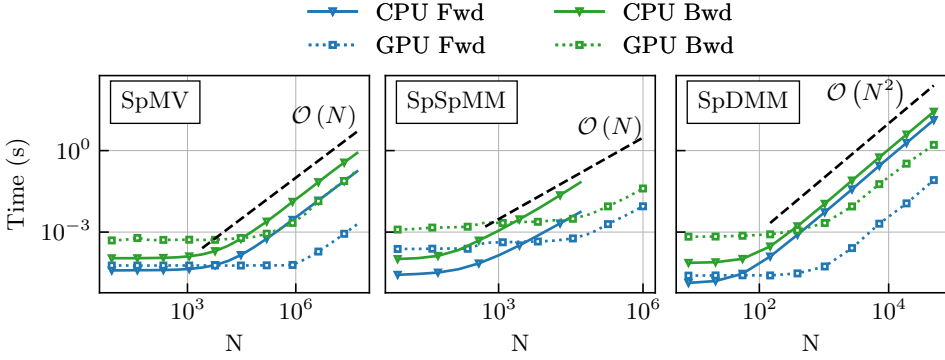 CPU Fwd CPU Bwd
GPU Fwd GPU Bwd
SpMV SpSpMM SpDMM
O(N) O(N) O(N²)
Time (s)
10⁰
10⁻³
10³ 10⁶ 10³ 10⁶ 10² 10⁴
N N N